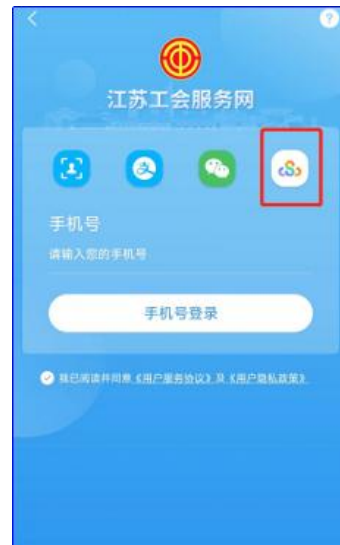 ?
江苏工会服务网
支
手机号
请输入您的手机号
手机号登录
我已阅读并同意《用户服务协议》及《用户隐私政策》